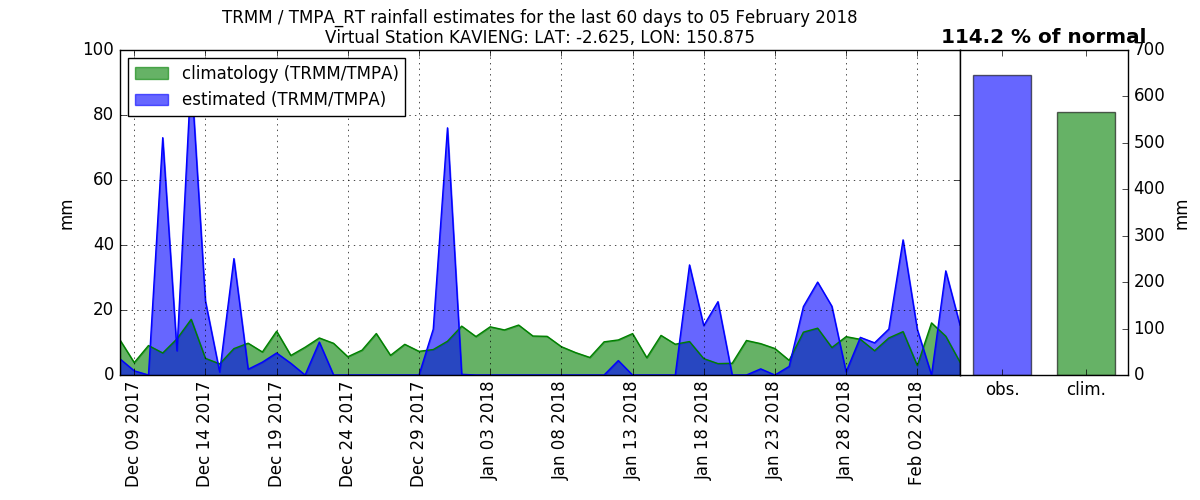 TRMM / TMPA_RT rainfall estimates for the last 60 days to 05 February 2018
Virtual Station KAVIENG: LAT: -2.625, LON: 150.875
114.2 % of normal
climatology (TRMM/TMPA)
estimated (TRMM/TMPA)
100
80
60
40
20
0
mm
Dec 09 2017
Dec 14 2017
Dec 19 2017
Dec 24 2017
Dec 29 2017
Jan 03 2018
Jan 08 2018
Jan 13 2018
Jan 18 2018
Jan 23 2018
Jan 28 2018
Feb 02 2018
obs.
clim.
700
600
500
400
300
200
100
0
mm